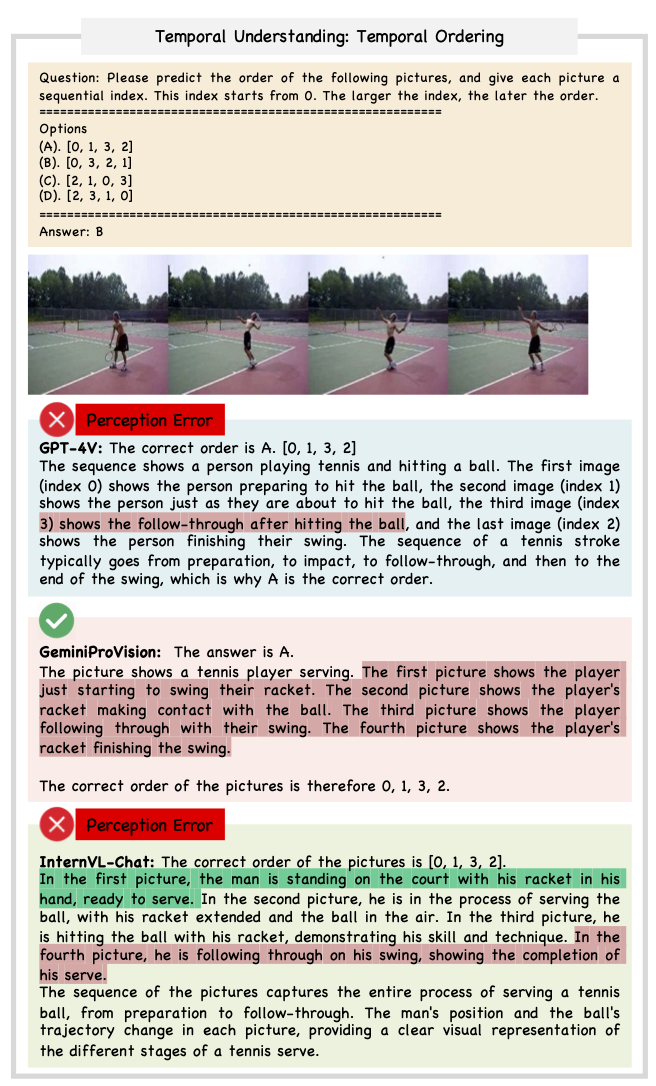 Temporal Understanding: Temporal Ordering
Question: Please predict the order of the following pictures, and give each picture a
sequential index. This index starts from 0. The larger the index, the later the order.
==========================================================
Options
(A). [0, 1, 3, 2]
(B). [0, 3, 2, 1]
(C). [2, 1, 0, 3]
(D). [2, 3, 1, 0]
==========================================================
Answer: B
Perception Error
GPT-4V: The correct order is A. [0, 1, 3, 2]
The sequence shows a person playing tennis and hitting a ball. The first image
(index 0) shows the person preparing to hit the ball, the second image (index 1)
shows the person just as they are about to hit the ball, the third image (index
3) shows the follow-through after hitting the ball, and the last image (index 2)
shows the person finishing their swing. The sequence of a tennis stroke
typically goes from preparation, to impact, to follow-through, and then to the
end of the swing, which is why A is the correct order.
GeminiProVision: The answer is A.
The picture shows a tennis player serving. The first picture shows the player
just starting to swing their racket. The second picture shows the player's
racket making contact with the ball. The third picture shows the player
following through with their swing. The fourth picture shows the player's
racket finishing the swing.
The correct order of the pictures is therefore 0, 1, 3, 2.
Perception Error
InternVL-Chat: The correct order of the pictures is [0, 1, 3, 2].
In the first picture, the man is standing on the court with his racket in his
hand, ready to serve. In the second picture, he is in the process of serving the
ball, with his racket extended and the ball in the air. In the third picture, he
is hitting the ball with his racket, demonstrating his skill and technique. In the
fourth picture, he is following through on his swing, showing the completion of
his serve.
The sequence of the pictures captures the entire process of serving a tennis
ball, from preparation to follow-through. The man's position and the ball's
trajectory change in each picture, providing a clear visual representation of
the different stages of a tennis serve.